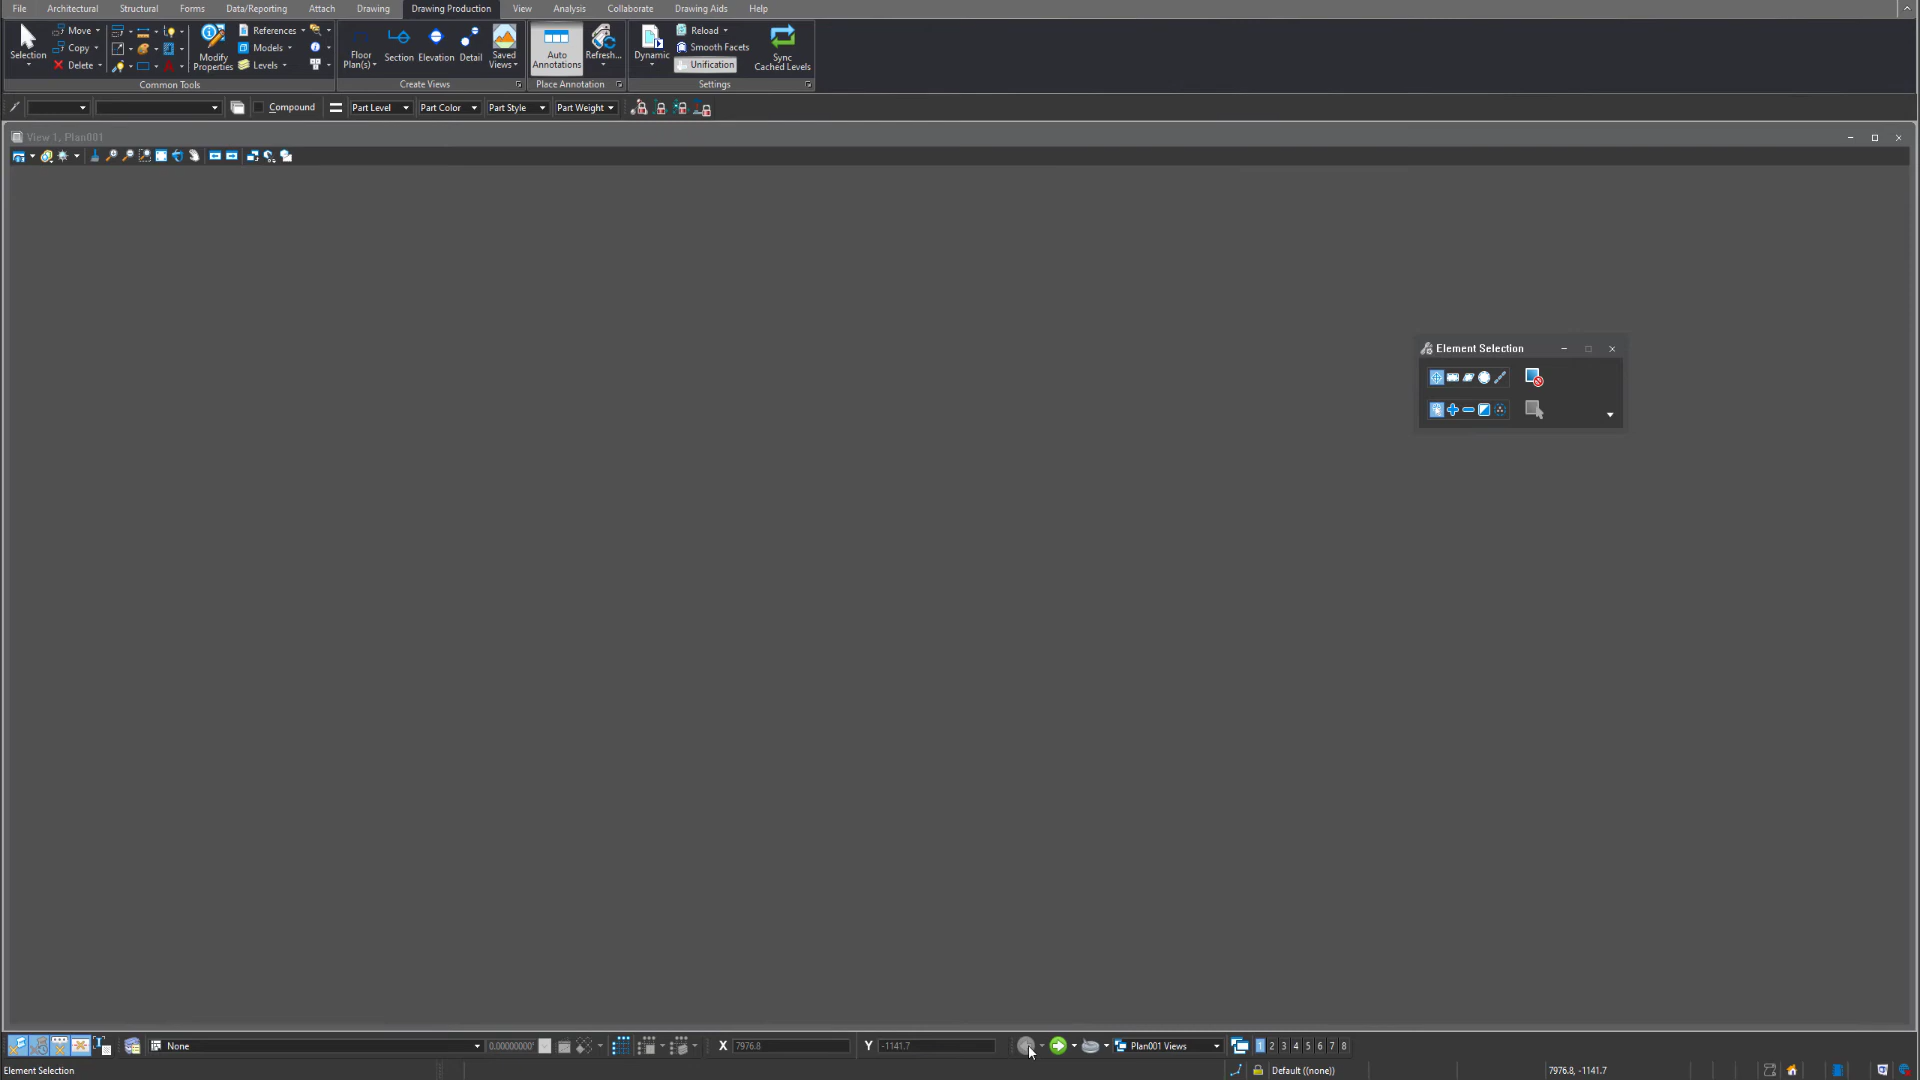 File Architectural Structural Forms Data/Reporting Attach Drawing Drawing Production View Analysis Collaborate Drawing Aids Help
Selection Move Copy Delete Modify Properties References Models Levels
Floor Plan(s) Section Elevation Detail Saved Views
Auto Annotations Refresh...
Dynamic Reload Smooth Facets Unification Sync Cached Levels
Common Tools Create Views Place Annotation Settings
Compound Part Level Part Color Part Style Part Weight
View 1, Plan001
Element Selection
None 0.00000000° X 7976.8 Y -1141.7 Plan001 Views 1 2 3 4 5 6 7 8
Element Selection Default ((none)) 7976.8, -1141.7